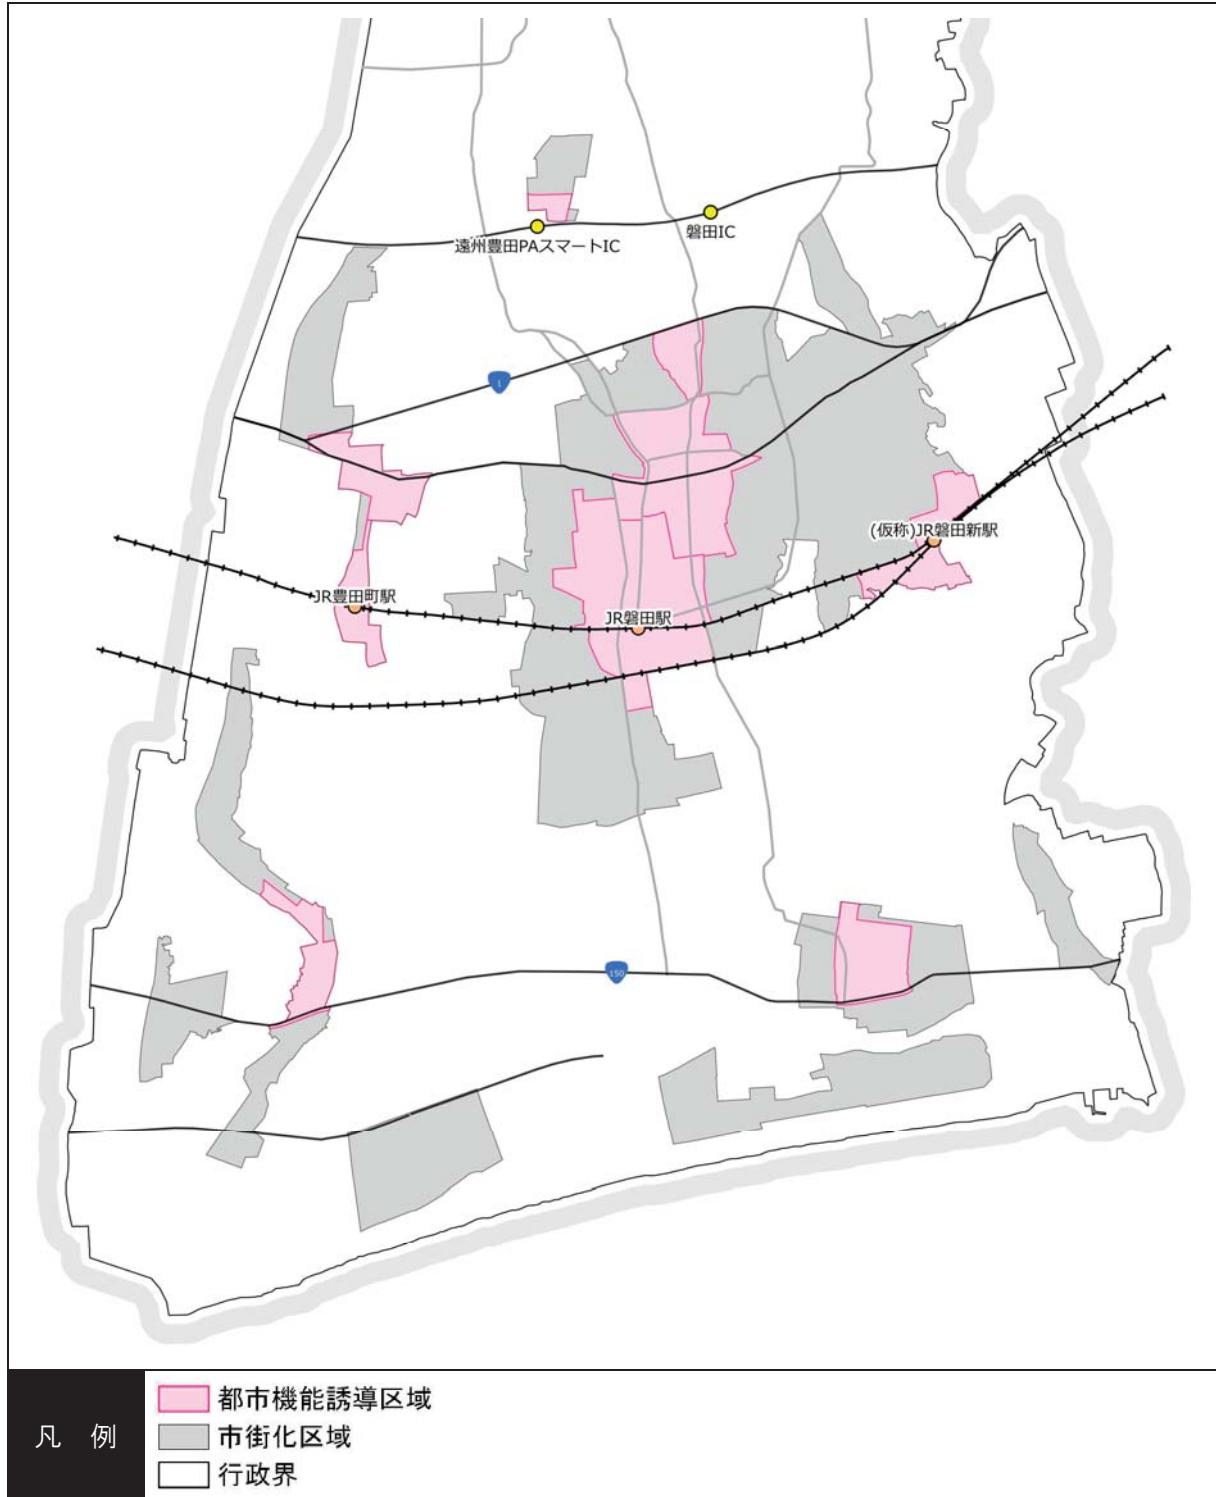 磐田IC
遠州豊田PAスマートIC
1
(仮称)JR磐田新駅
JR豊田町駅
JR磐田駅
150
凡 例
都市機能誘導区域
市街化区域
行政界